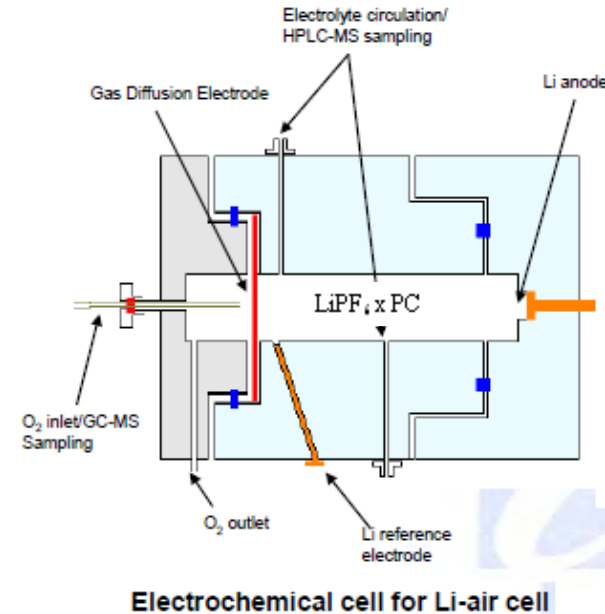 Electrolyte circulation/
HPLC-MS sampling
Gas Diffusion Electrode
Li anode
LiPF₆ x PC
O₂ inlet/GC-MS
Sampling
O₂ outlet
Li reference
electrode
Electrochemical cell for Li-air cell